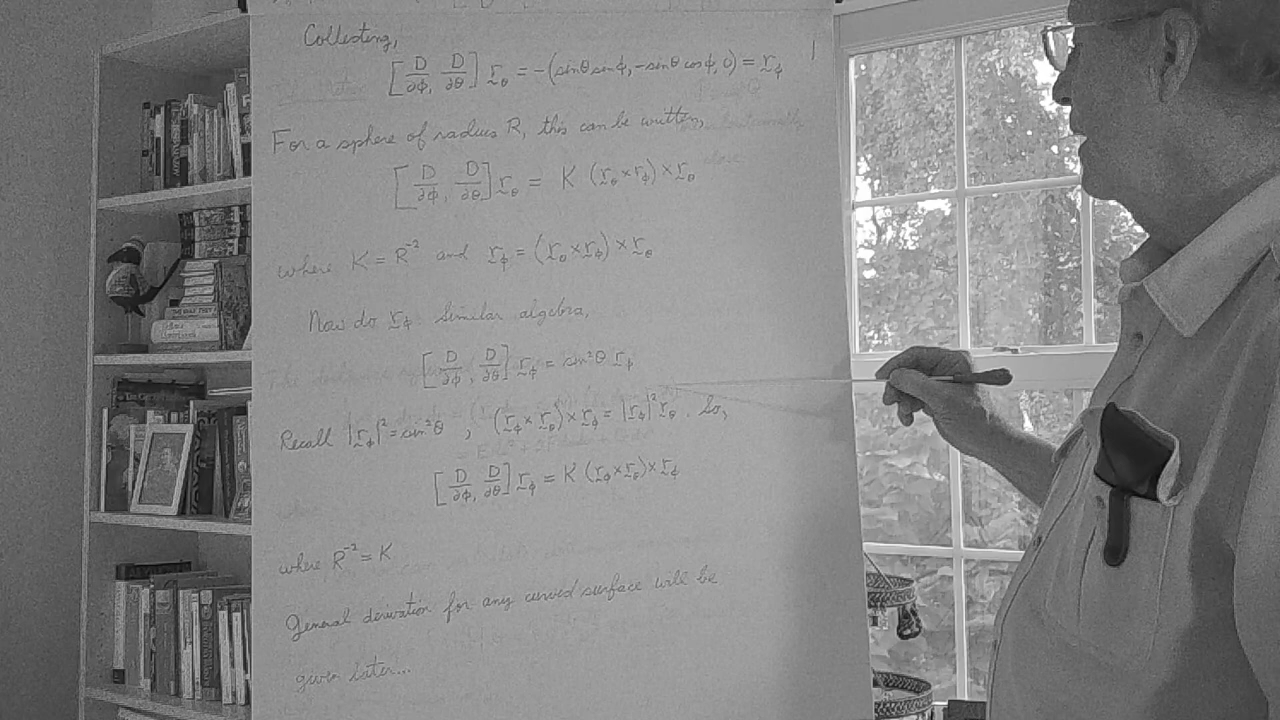 Collecting,
[D/∂ϕ, D/∂θ] r_θ = -(sinθ sinϕ, -sinθ cosϕ, 0) = r_ϕ
1
For a sphere of radius R, this can be written,
[D/∂ϕ, D/∂θ] r_θ = K (r_θ × r_ϕ) × r_θ
where K = R⁻² and r_ϕ = (r_θ × r_ϕ) × r_θ
Now do r_ϕ. Similar algebra,
[D/∂ϕ, D/∂θ] r_ϕ = sin²θ r_ϕ
Recall |r_ϕ|² = sin²θ, (r_ϕ × r_θ) × r_ϕ = |r_ϕ|² r_θ. So,
[D/∂ϕ, D/∂θ] r_ϕ = K (r_ϕ × r_θ) × r_ϕ
where R⁻² = K
General derivation for any curved surface will be
given later...